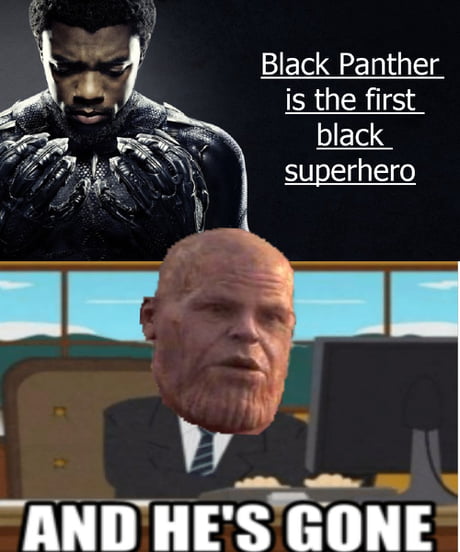 Black Panther
is the first
black
superhero
AND HE'S GONE